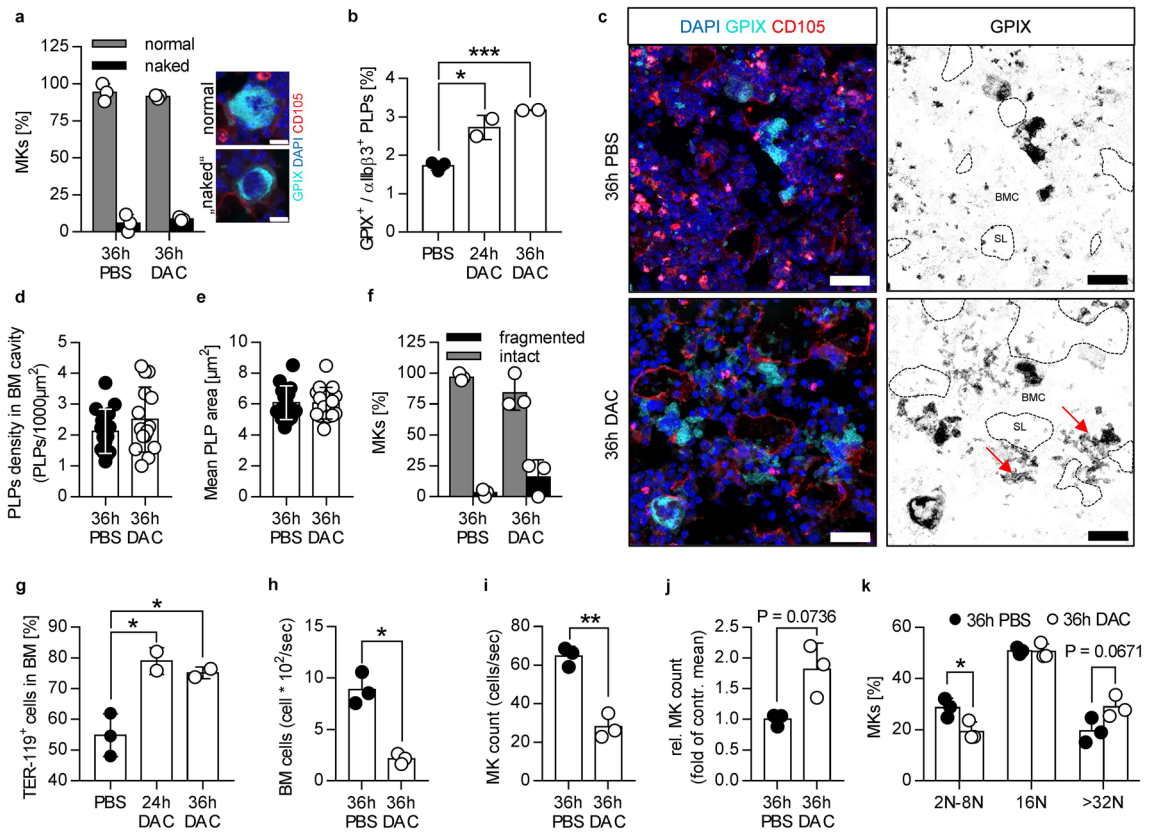 a
normal
naked
MKs [%]
125
100
75
50
25
0
36h
PBS
36h
DAC
normal
„naked“
GPIX DAPI CD105
b
***
*
GPIX+ / αIIbβ3+ PLPs [%]
4
3
2
1
0
PBS
24h
DAC
36h
DAC
c
DAPI GPIX CD105
GPIX
36h PBS
BMC
SL
36h DAC
BMC
SL
d
PLPs density in BM cavity
(PLPs/1000µm²)
5
4
3
2
1
0
36h
PBS
36h
DAC
e
Mean PLP area [µm²]
10
8
6
4
2
0
36h
PBS
36h
DAC
f
fragmented
intact
MKs [%]
125
100
75
50
25
0
36h
PBS
36h
DAC
g
*
*
TER-119+ cells in BM [%]
90
80
70
60
50
40
PBS
24h
DAC
36h
DAC
h
*
BM cells (cell * 10²/sec)
15
10
5
0
36h
PBS
36h
DAC
i
**
MK count (cells/sec)
80
60
40
20
0
36h
PBS
36h
DAC
j
P = 0.0736
rel. MK count
(fold of contr. mean)
2.5
2.0
1.5
1.0
0.5
0.0
36h
PBS
36h
DAC
k
36h PBS
36h DAC
P = 0.0671
*
MKs [%]
60
40
20
0
2N-8N
16N
>32N